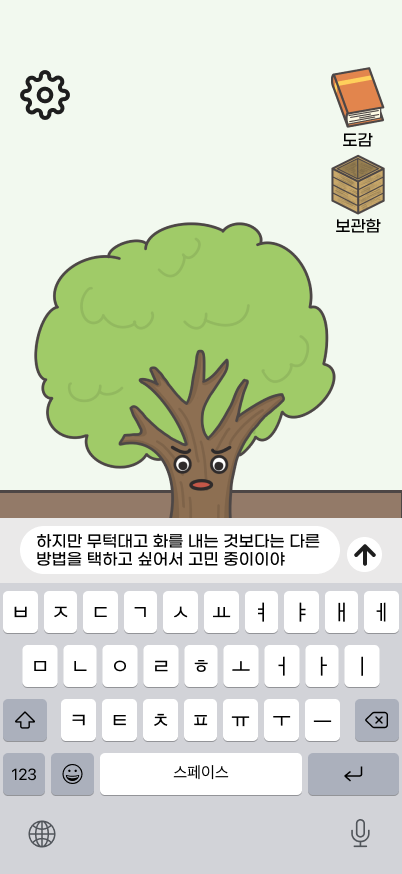 도감
보관함
하지만 무턱대고 화를 내는 것보다는 다른
방법을 택하고 싶어서 고민 중이이야
ㅂ ㅈ ㄷ ㄱ ㅅ ㅛ ㅕ ㅑ ㅐ ㅔ
ㅁ ㄴ ㅇ ㄹ ㅎ ㅗ ㅓ ㅏ ㅣ
ㅋ ㅌ ㅊ ㅍ ㅠ ㅜ ㅡ
123 스페이스